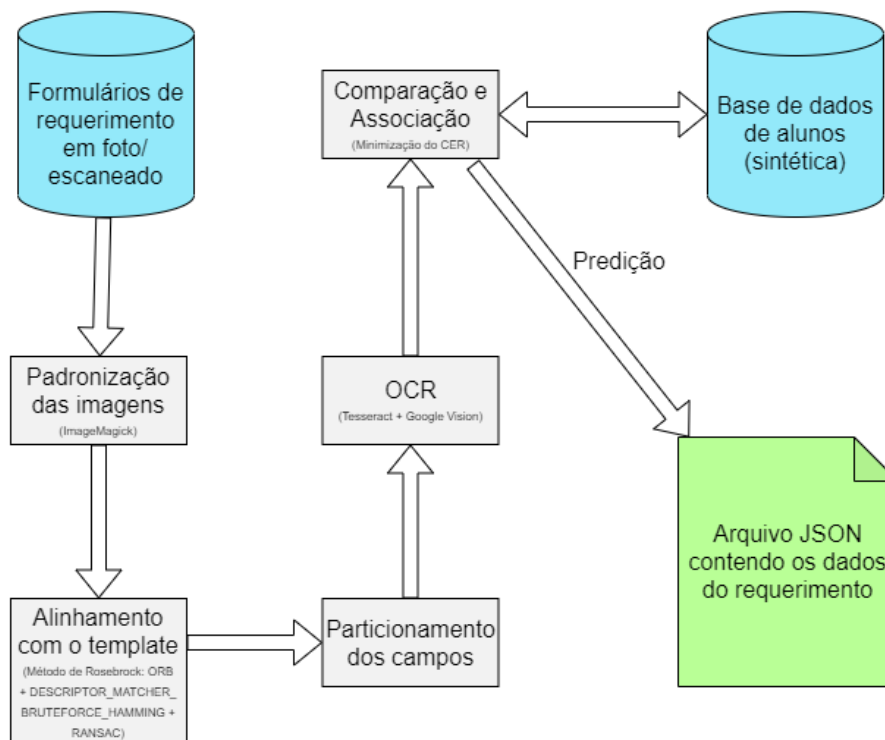 Formulários de
requerimento
em foto/
escaneado
Padronização
das imagens
(ImageMagick)
Alinhamento
com o template
(Método de Rosebrock: ORB
+ DESCRIPTOR_MATCHER_
BRUTEFORCE_HAMMING +
RANSAC)
Particionamento
dos campos
OCR
(Tesseract + Google Vision)
Comparação e
Associação
(Minimização do CER)
Base de dados
de alunos
(sintética)
Predição
Arquivo JSON
contendo os dados
do requerimento